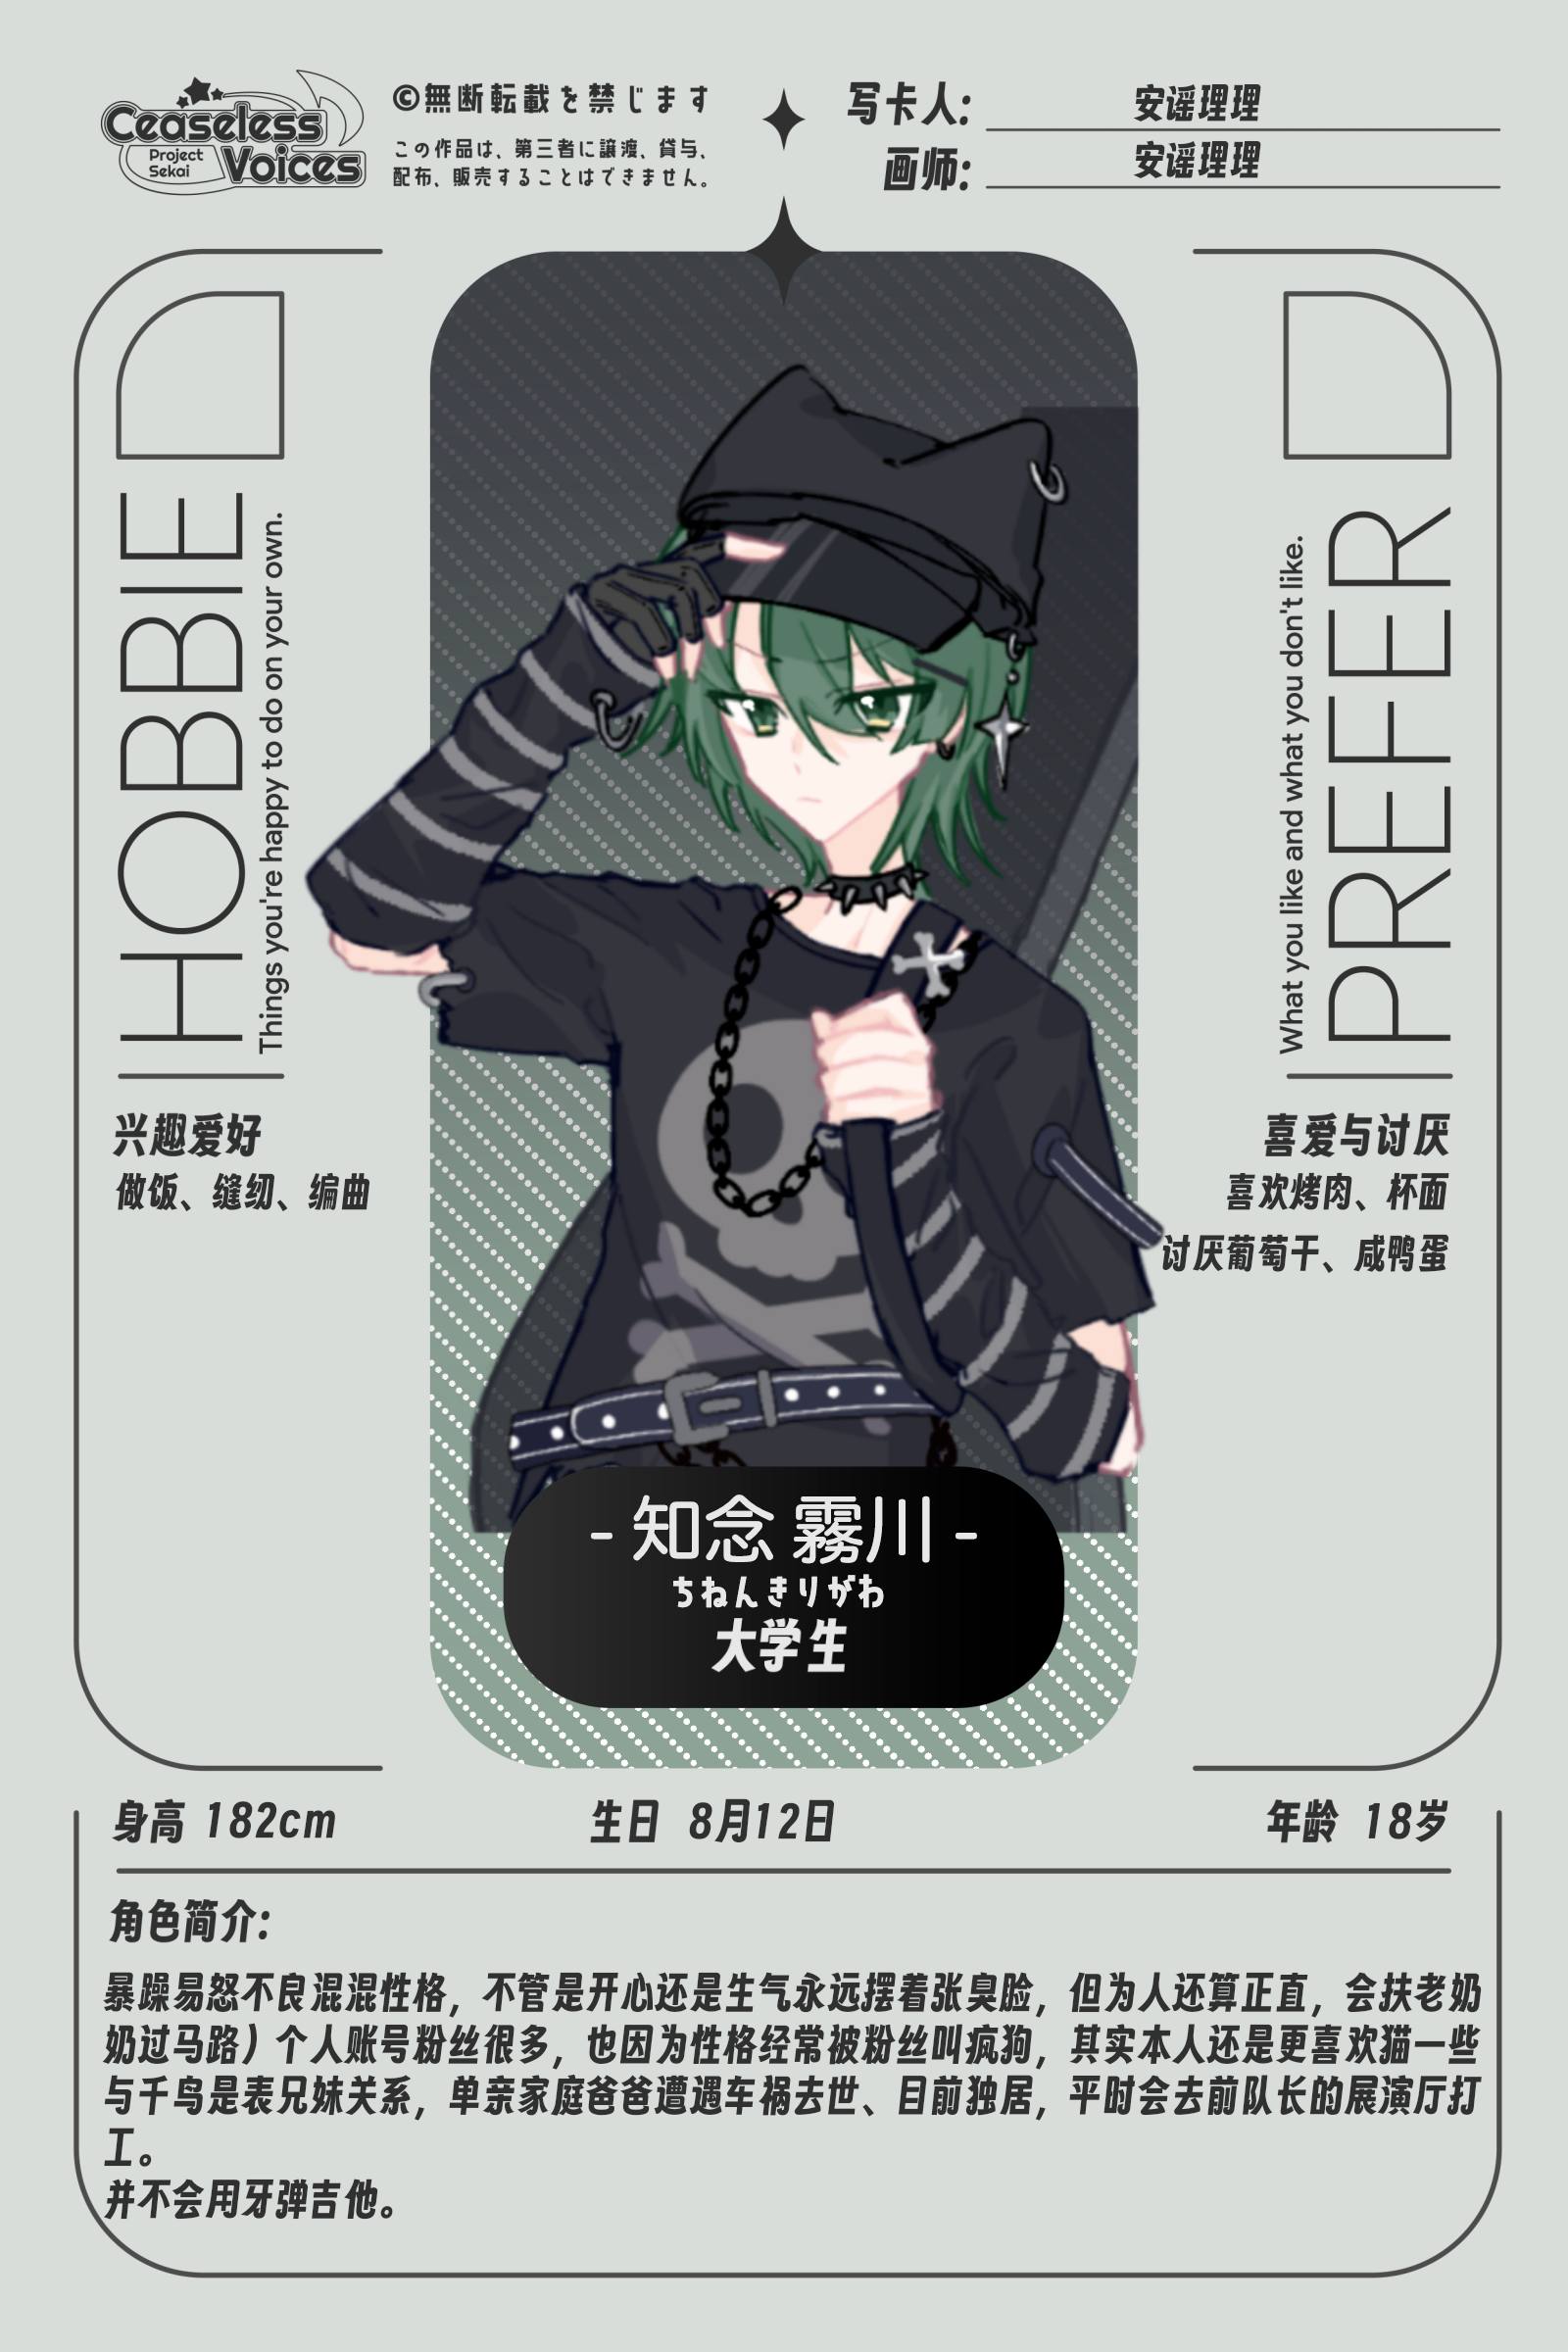 Ceaseless
Project
Sekai
Voices
©無断転載を禁じます
この作品は、第三者に譲渡、貸与、
配布、販売することはできません。
写卡人: 安谣理理
画师: 安谣理理
HOBBIE
Things you're happy to do on your own.
兴趣爱好
做饭、缝纫、编曲
What you like and what you don't like.
PREFER
喜爱与讨厌
喜欢烤肉、杯面
讨厌葡萄干、咸鸭蛋
- 知念 霧川 -
ちねんきりがわ
大学生
身高 182cm
生日 8月12日
年龄 18岁
角色简介:
暴躁易怒不良混混性格，不管是开心还是生气永远摆着张臭脸，但为人还算正直，会扶老奶
奶过马路）个人账号粉丝很多，也因为性格经常被粉丝叫疯狗，其实本人还是更喜欢猫一些
与千鸟是表兄妹关系，单亲家庭爸爸遭遇车祸去世、目前独居，平时会去前队长的展演厅打
工。
并不会用牙弹吉他。